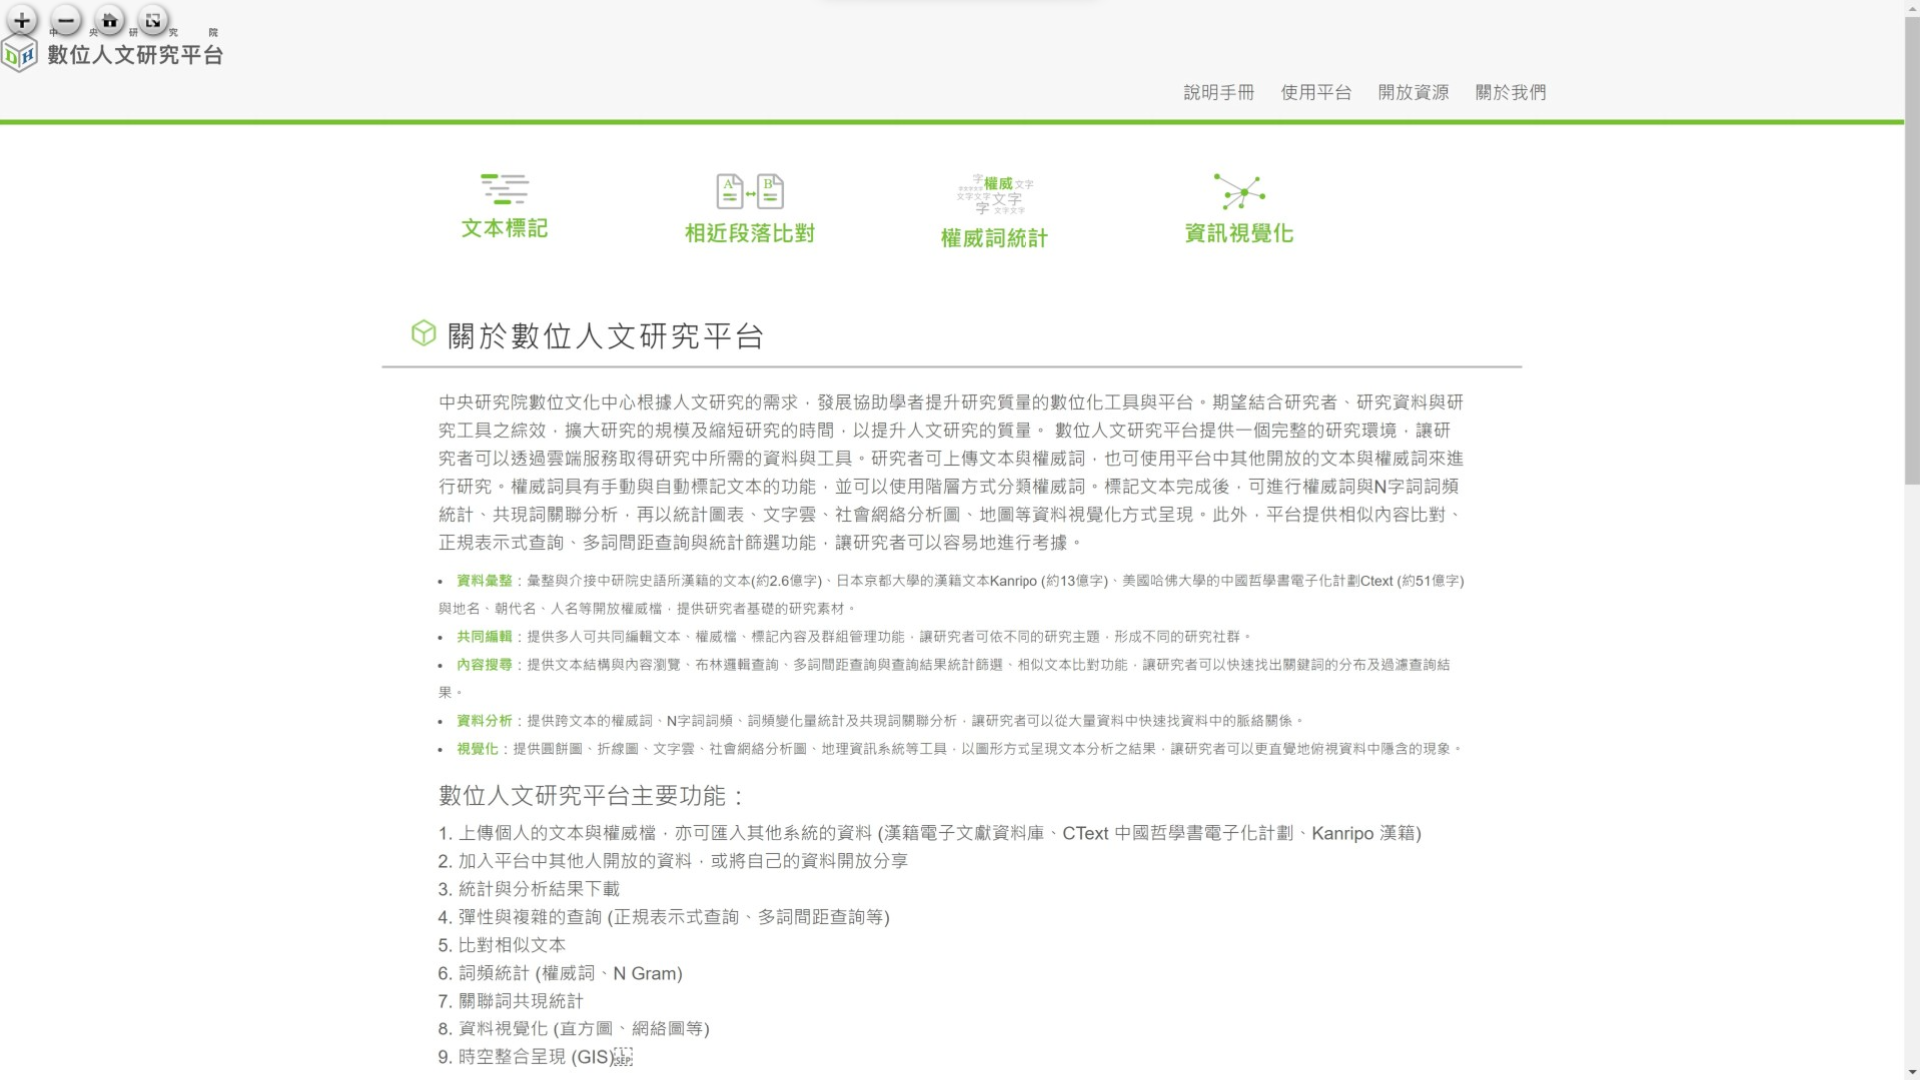 中央研究院
數位人文研究平台
說明手冊 使用平台 開放資源 關於我們
文本標記
A B
相近段落比對
字權威文字
文字文字文字
字文字文字
權威詞統計
資訊視覺化
關於數位人文研究平台
中央研究院數位文化中心根據人文研究的需求，發展協助學者提升研究質量的數位化工具與平台。期望結合研究者、研究資料與研
究工具之綜效，擴大研究的規模及縮短研究的時間，以提升人文研究的質量。 數位人文研究平台提供一個完整的研究環境，讓研
究者可以透過雲端服務取得研究中所需的資料與工具。研究者可上傳文本與權威詞，也可使用平台中其他開放的文本與權威詞來進
行研究。權威詞具有手動與自動標記文本的功能，並可以使用階層方式分類權威詞。標記文本完成後，可進行權威詞與N字詞詞頻
統計、共現詞關聯分析，再以統計圖表、文字雲、社會網絡分析圖、地圖等資料視覺化方式呈現。此外，平台提供相似內容比對、
正規表示式查詢、多詞間距查詢與統計篩選功能，讓研究者可以容易地進行考據。
• 資料彙整：彙整與介接中研院史語所漢籍的文本(約2.6億字)、日本京都大學的漢籍文本Kanripo (約13億字)、美國哈佛大學的中國哲學書電子化計劃Ctext (約51億字)
與地名、朝代名、人名等開放權威檔，提供研究者基礎的研究素材。
• 共同編輯：提供多人可共同編輯文本、權威檔、標記內容及群組管理功能，讓研究者可依不同的研究主題，形成不同的研究社群。
• 內容搜尋：提供文本結構與內容瀏覽、布林邏輯查詢、多詞間距查詢與查詢結果統計篩選、相似文本比對功能，讓研究者可以快速找出關鍵詞的分布及過濾查詢結
果。
• 資料分析：提供跨文本的權威詞、N字詞詞頻、詞頻變化量統計及共現詞關聯分析，讓研究者可以從大量資料中快速找資料中的脈絡關係。
• 視覺化：提供圓餅圖、折線圖、文字雲、社會網絡分析圖、地理資訊系統等工具，以圖形方式呈現文本分析之結果，讓研究者可以更直覺地俯視資料中隱含的現象。
數位人文研究平台主要功能：
1. 上傳個人的文本與權威檔，亦可匯入其他系統的資料 (漢籍電子文獻資料庫、CText 中國哲學書電子化計劃、Kanripo 漢籍)
2. 加入平台中其他人開放的資料，或將自己的資料開放分享
3. 統計與分析結果下載
4. 彈性與複雜的查詢 (正規表示式查詢、多詞間距查詢等)
5. 比對相似文本
6. 詞頻統計 (權威詞、N Gram)
7. 關聯詞共現統計
8. 資料視覺化 (直方圖、網絡圖等)
9. 時空整合呈現 (GIS)